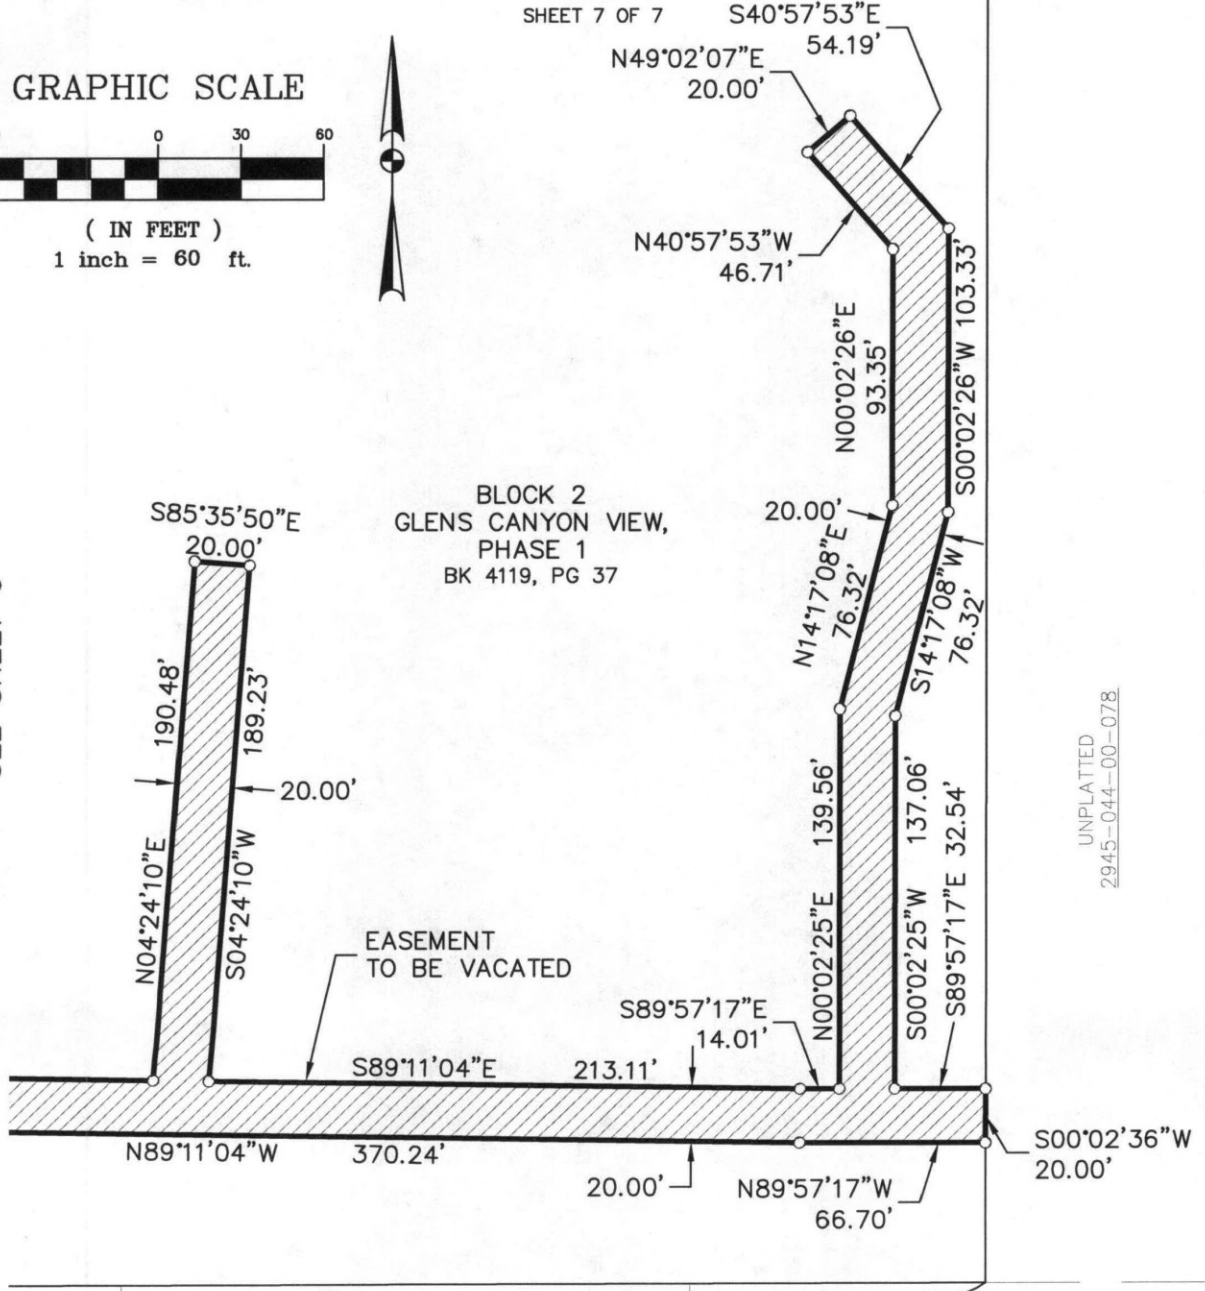 SHEET 7 OF 7
S40°57'53"E
54.19'
N49°02'07"E
20.00'
GRAPHIC SCALE
0 30 60
( IN FEET )
1 inch = 60 ft.
N40°57'53"W
46.71'
S00°02'26"W 103.33'
N00°02'26"E
93.35'
BLOCK 2
GLENS CANYON VIEW,
PHASE 1
BK 4119, PG 37
20.00'
S85°35'50"E
20.00'
N14°17'08"E
76.32'
S14°17'08"W
76.32'
190.48'
189.23'
20.00'
N04°24'10"E
S04°24'10"W
139.56'
137.06'
N00°02'25"E
S00°02'25"W
S89°57'17"E 32.54'
UNPLATTED
2945-044-00-078
EASEMENT
TO BE VACATED
S89°57'17"E
14.01'
S89°11'04"E 213.11'
N89°11'04"W 370.24'
20.00'
N89°57'17"W
66.70'
S00°02'36"W
20.00'